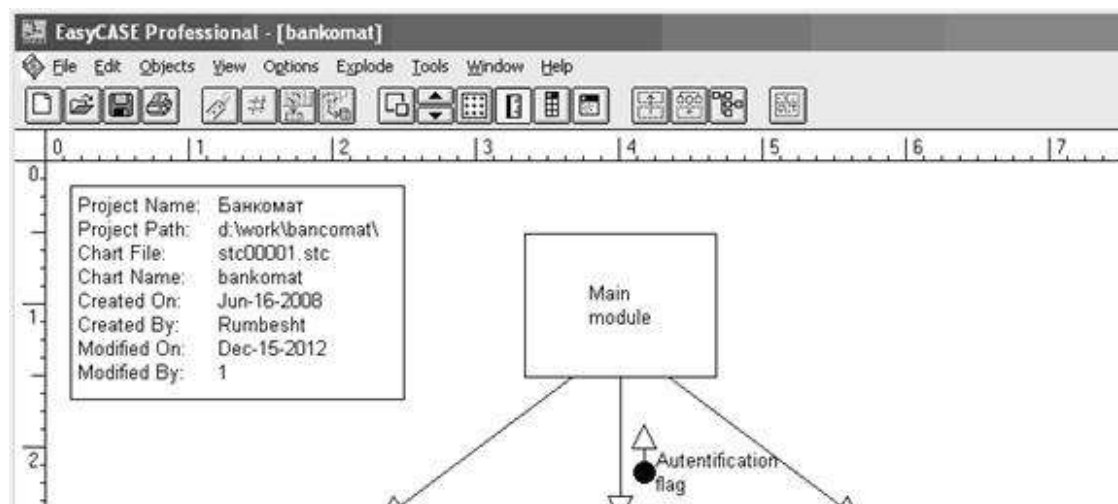 EasyCASE Professional - [bankomat]
File Edit Objects View Options Explode Tools Window Help
0 1 2 3 4 5 6 7
0
Project Name: Банкомат
Project Path: d:\work\bancomat\
Chart File: stc00001.stc
Chart Name: bankomat
Created On: Jun-16-2008
Created By: Rumbesht
Modified On: Dec-15-2012
Modified By: 1
Main
module
1
Autentification
flag
2